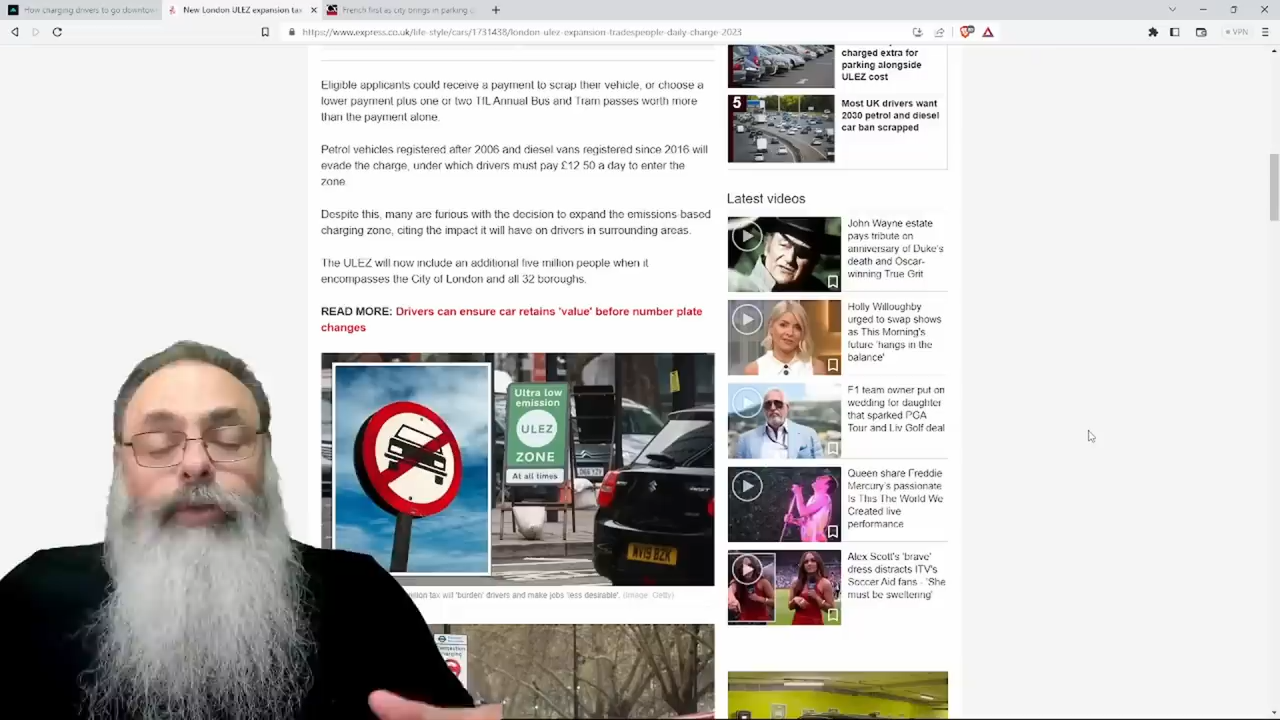 How charging drivers to go downtown
New London ULEZ expansion tax
French first as city brings in parking
https://www.express.co.uk/life-style/cars/1731438/london-ulez-expansion-tradespeople-daily-charge-2023
VPN
Eligible applicants could receive a payment to scrap their vehicle, or choose a
lower payment plus one or two TfL Annual Bus and Tram passes worth more
than the payment alone.
Petrol vehicles registered after 2006 and diesel vans registered since 2016 will
evade the charge, under which drivers must pay £12.50 a day to enter the
zone.
Despite this, many are furious with the decision to expand the emissions based
charging zone, citing the impact it will have on drivers in surrounding areas.
The ULEZ will now include an additional five million people when it
encompasses the City of London and all 32 boroughs.
READ MORE: Drivers can ensure car retains 'value' before number plate
changes
Ultra low
emission
ULEZ
ZONE
At all times
tax will 'burden' drivers and make jobs 'less desirable'. (Image: Getty)
charged extra for
parking alongside
ULEZ cost
5
Most UK drivers want
2030 petrol and diesel
car ban scrapped
Latest videos
John Wayne estate
pays tribute on
anniversary of Duke's
death and Oscar-
winning True Grit
Holly Willoughby
urged to swap shows
as This Morning's
future 'hangs in the
balance'
F1 team owner put on
wedding for daughter
that sparked PGA
Tour and Liv Golf deal
Queen share Freddie
Mercury's passionate
Is This The World We
Created live
performance
Alex Scott's 'brave'
dress distracts ITV's
Soccer Aid fans - 'She
must be sweltering'